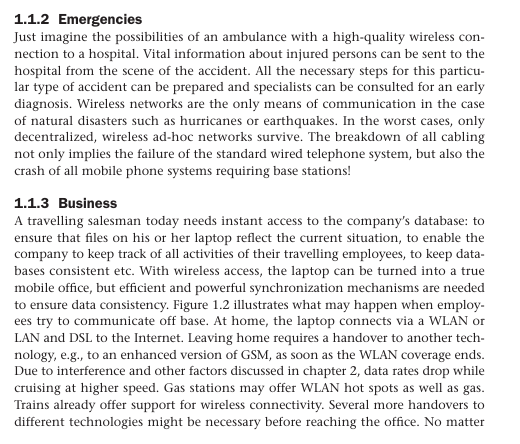 1.1.2 Emergencies
Just imagine the possibilities of an ambulance with a high-quality wireless con-
nection to a hospital. Vital information about injured persons can be sent to the
hospital from the scene of the accident. All the necessary steps for this particu-
lar type of accident can be prepared and specialists can be consulted for an early
diagnosis. Wireless networks are the only means of communication in the case
of natural disasters such as hurricanes or earthquakes. In the worst cases, only
decentralized, wireless ad-hoc networks survive. The breakdown of all cabling
not only implies the failure of the standard wired telephone system, but also the
crash of all mobile phone systems requiring base stations!
1.1.3 Business
A travelling salesman today needs instant access to the company's database: to
ensure that files on his or her laptop reflect the current situation, to enable the
company to keep track of all activities of their travelling employees, to keep data-
bases consistent etc. With wireless access, the laptop can be turned into a true
mobile office, but efficient and powerful synchronization mechanisms are needed
to ensure data consistency. Figure 1.2 illustrates what may happen when employ-
ees try to communicate off base. At home, the laptop connects via a WLAN or
LAN and DSL to the Internet. Leaving home requires a handover to another tech-
nology, e.g., to an enhanced version of GSM, as soon as the WLAN coverage ends.
Due to interference and other factors discussed in chapter 2, data rates drop while
cruising at higher speed. Gas stations may offer WLAN hot spots as well as gas.
Trains already offer support for wireless connectivity. Several more handovers to
different technologies might be necessary before reaching the office. No matter